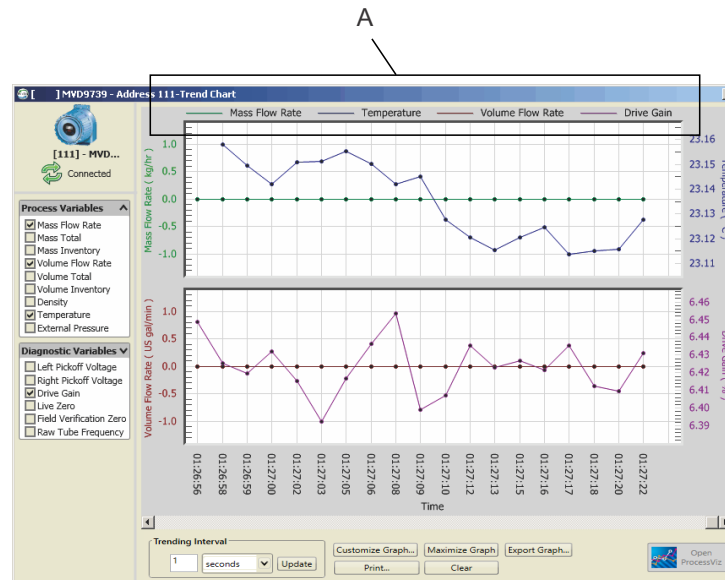 A
[ ] MVD9739 - Address 111-Trend Chart
[111] - MVD...
Connected
Process Variables
Mass Flow Rate
Mass Total
Mass Inventory
Volume Flow Rate
Volume Total
Volume Inventory
Density
Temperature
External Pressure
Diagnostic Variables
Left Pickoff Voltage
Right Pickoff Voltage
Drive Gain
Live Zero
Field Verification Zero
Raw Tube Frequency
Mass Flow Rate Temperature Volume Flow Rate Drive Gain
Mass Flow Rate ( kg/hr )
1.0
0.5
0.0
-0.5
-1.0
23.16
23.15
23.14
23.13
23.12
23.11
Temperature ( °C )
Volume Flow Rate ( US gal/min )
1.0
0.5
0.0
-0.5
-1.0
6.46
6.45
6.44
6.43
6.42
6.41
6.40
6.39
Drive Gain ( % )
01:26:56
01:26:58
01:26:59
01:27:00
01:27:02
01:27:03
01:27:05
01:27:06
01:27:08
01:27:09
01:27:10
01:27:12
01:27:13
01:27:15
01:27:16
01:27:17
01:27:18
01:27:20
01:27:22
Time
Trending Interval
1 seconds Update
Customize Graph... Maximize Graph Export Graph...
Print... Clear
Open
ProcessViz